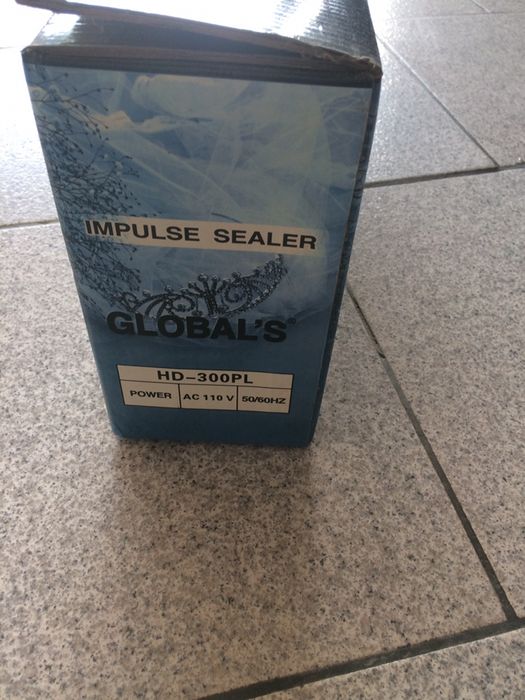 IMPULSE SEALER
GLOBAL'S®
HD-300PL
POWER AC 110 V 50/60HZ